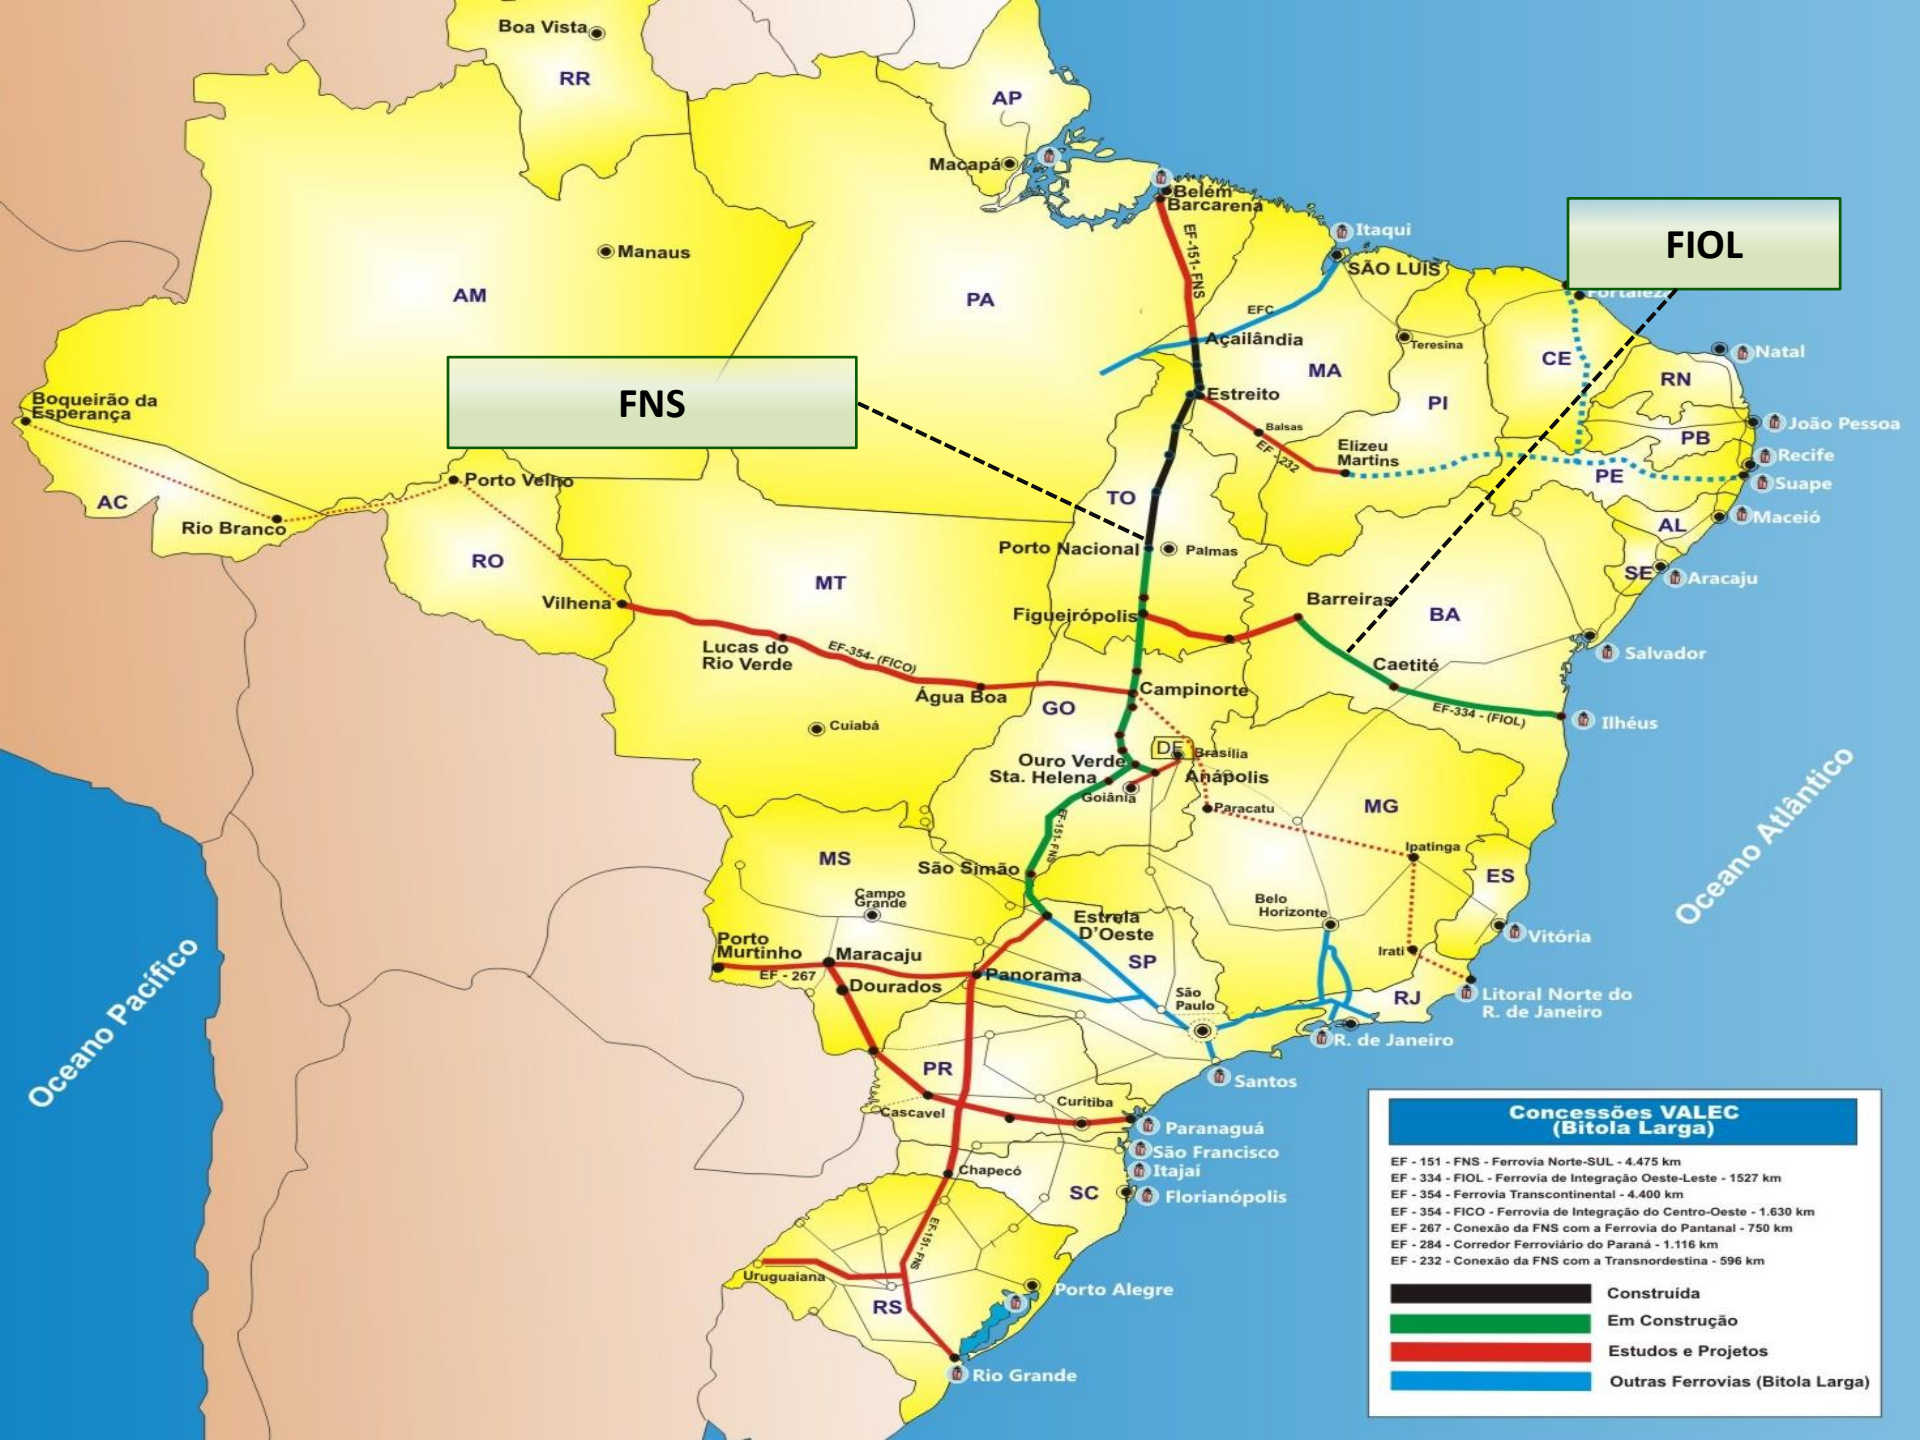 Boa Vista
RR
AP
Macapá
Belém
Barcarena
EF-151- FNS
Itaqui
SÃO LUIS
FIOL
Fortaleza
Manaus
AM
PA
EFC
Açailândia
Teresina
CE
Natal
MA
RN
FNS
Estreito
PI
Boqueirão da
Esperança
Balsas
EF - 232
Elizeu
Martins
João Pessoa
PB
Recife
PE
Suape
Porto Velho
AC
Rio Branco
TO
AL
Maceió
Porto Nacional
Palmas
RO
MT
SE
Aracaju
Vilhena
Figueirópolis
Barreiras
BA
Lucas do
Rio Verde
EF-354- (FICO)
Salvador
Caetité
Água Boa
Campinorte
GO
EF-334 - (FIOL)
Ilhéus
Cuiabá
DF
Brasília
Ouro Verde
Sta. Helena
Anápolis
Goiânia
Paracatu
MG
EF-151- FNS
Oceano Atlântico
Ipatinga
MS
São Simão
ES
Campo
Grande
Belo
Horizonte
Estrela
D'Oeste
Vitória
Porto
Murtinho
Maracaju
Irati
EF - 267
Dourados
Panorama
SP
São
Paulo
RJ
Litoral Norte do
R. de Janeiro
R. de Janeiro
Oceano Pacífico
PR
Santos
Cascavel
Curitiba
Paranaguá
São Francisco
Itajaí
Chapecó
SC
Florianópolis
EF-151- FNS
Uruguaiana
RS
Porto Alegre
Rio Grande
Concessões VALEC
(Bitola Larga)
EF - 151 - FNS - Ferrovia Norte-SUL - 4.475 km
EF - 334 - FIOL - Ferrovia de Integração Oeste-Leste - 1527 km
EF - 354 - Ferrovia Transcontinental - 4.400 km
EF - 354 - FICO - Ferrovia de Integração do Centro-Oeste - 1.630 km
EF - 267 - Conexão da FNS com a Ferrovia do Pantanal - 750 km
EF - 284 - Corredor Ferroviário do Paraná - 1.116 km
EF - 232 - Conexão da FNS com a Transnordestina - 596 km
Construída
Em Construção
Estudos e Projetos
Outras Ferrovias (Bitola Larga)